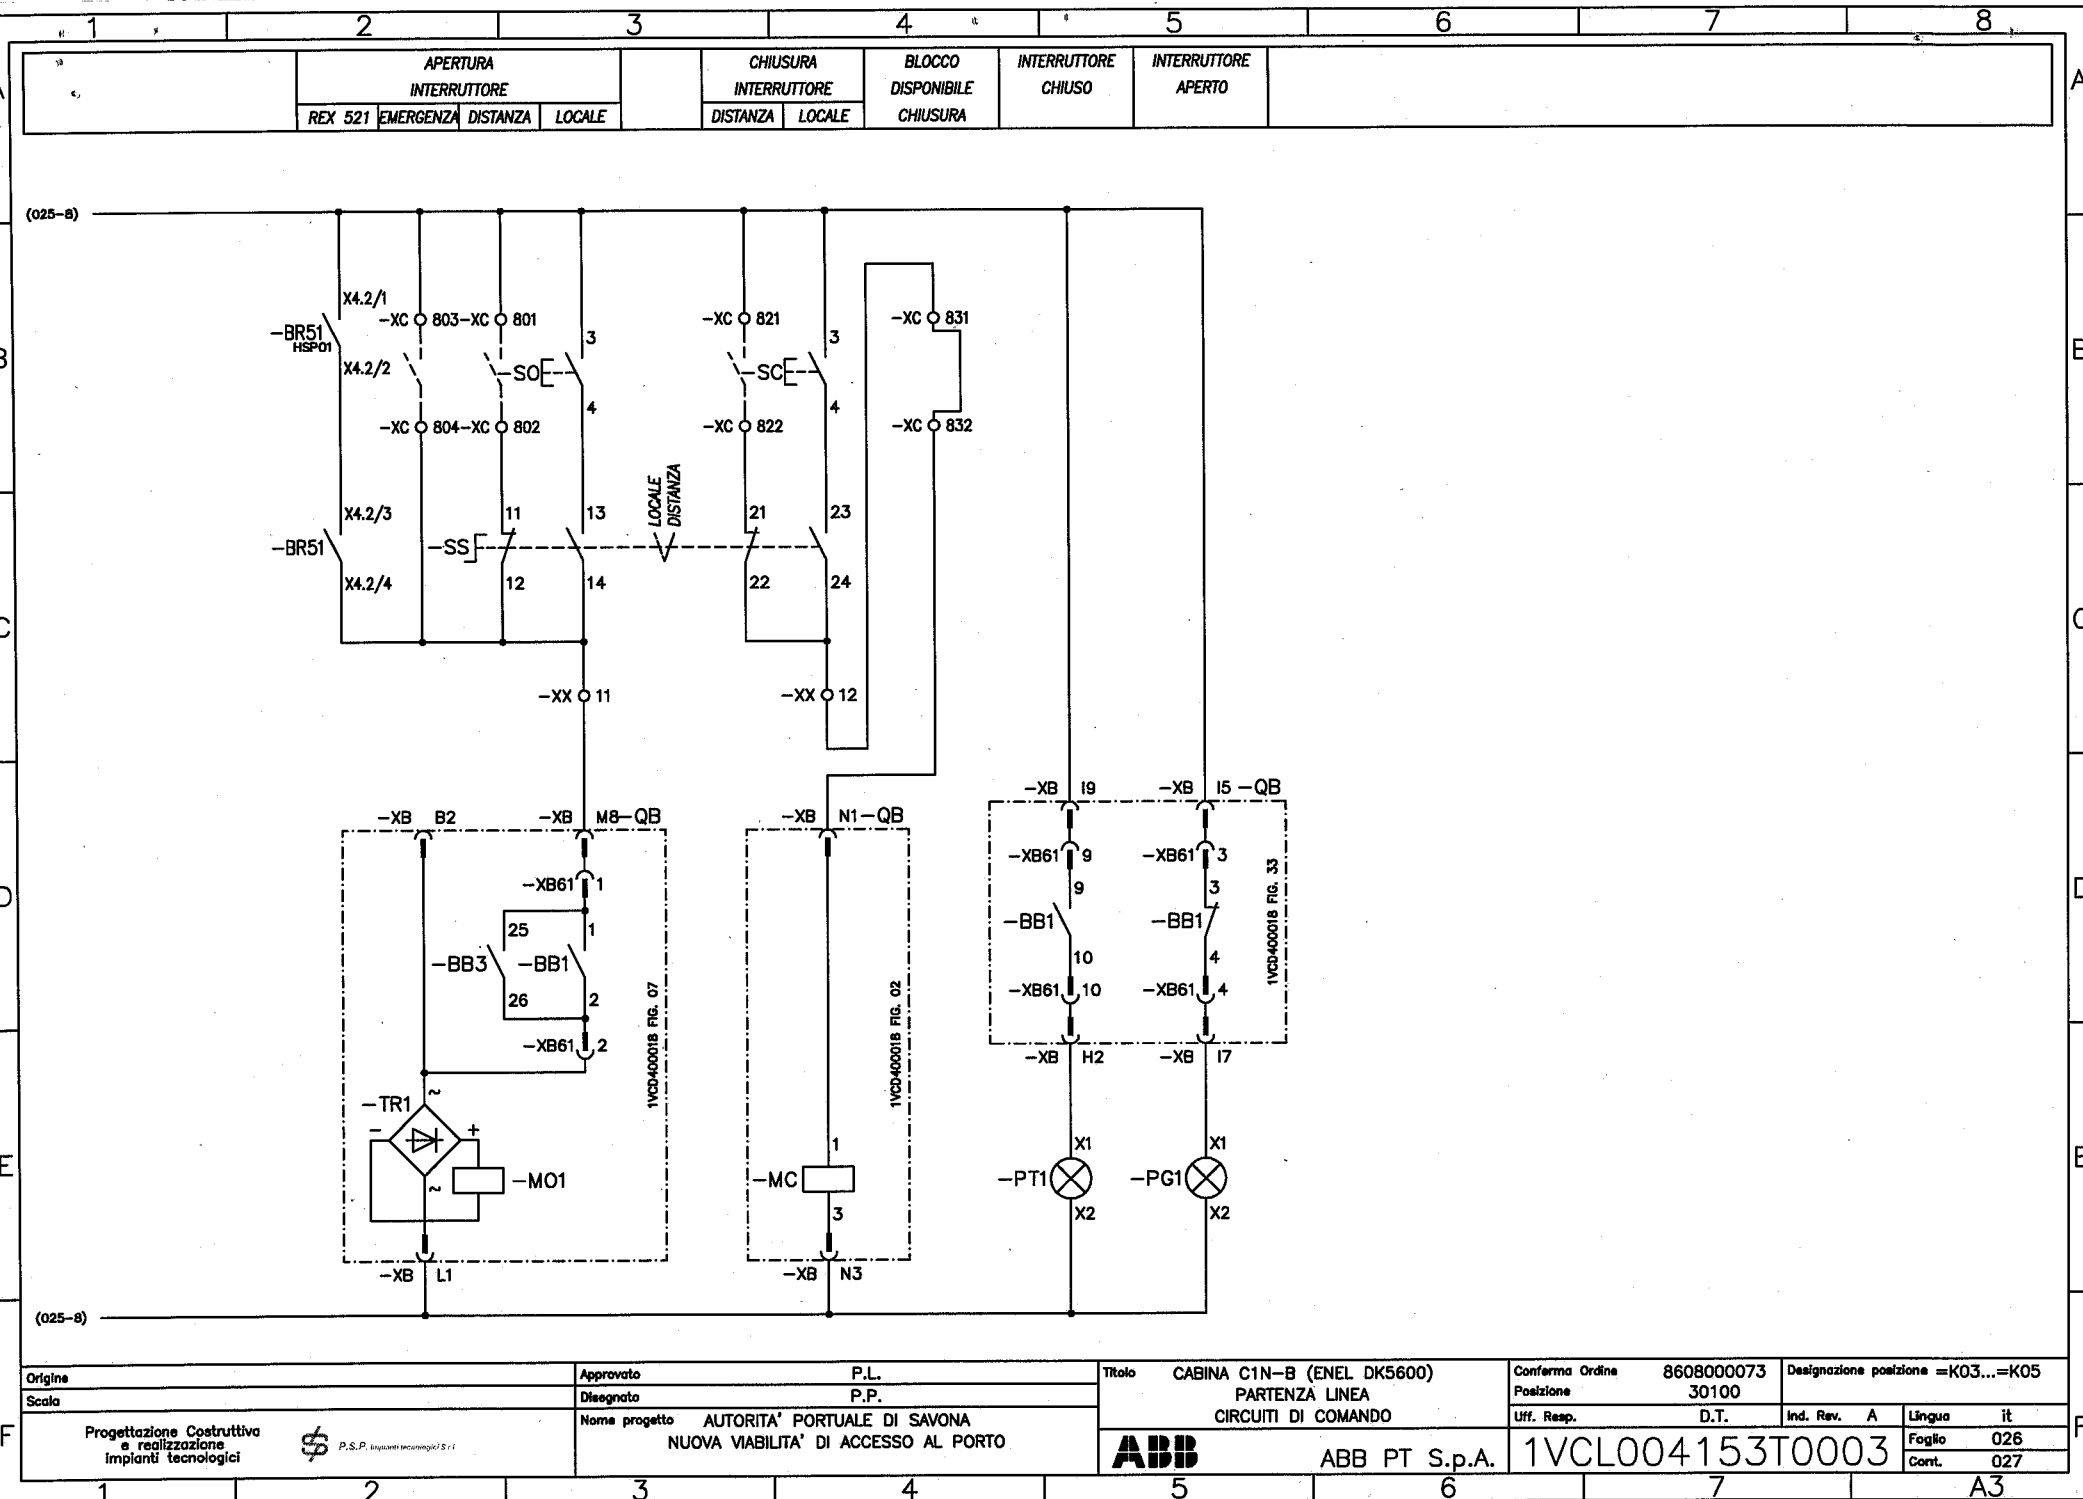 1 2 3 4 5 6 7 8
A A
APERTURA
INTERRUTTORE
REX 521 EMERGENZA DISTANZA LOCALE
CHIUSURA
INTERRUTTORE
DISTANZA LOCALE
BLOCCO
DISPONIBILE
CHIUSURA
INTERRUTTORE
CHIUSO
INTERRUTTORE
APERTO
(025-8)
X4.2/1
-BR51
HSP01
X4.2/2
-XC 803 -XC 801
3
-SO
4
-XC 804 -XC 802
-XC 821
3
-SC
4
-XC 822
-XC 831
-XC 832
B B
X4.2/3
-BR51
X4.2/4
-SS
11 13
12 14
LOCALE
DISTANZA
21 23
22 24
C C
-XX 11
-XX 12
-XB B2
-XB M8 -QB
-XB N1 -QB
-XB I9
-XB I5 -QB
-XB61 1
25 1
-BB3 -BB1
26 2
-XB61 2
1VCD400018 FIG. 07
1VCD400018 FIG. 02
-XB61 9
-XB61 3
9 3
-BB1 -BB1
10 4
-XB61 10
-XB61 4
1VCD400018 FIG. 33
-XB H2
-XB I7
D D
-TR1
~
- +
~
-MO1
1
-MC
3
X1 X1
-PT1 -PG1
X2 X2
E E
-XB L1
-XB N3
(025-8)
Origine
Scala
Progettazione Costruttiva
e realizzazione
impianti tecnologici
P.S.P. Impianti tecnologici S.r.l
Approvato P.L.
Disegnato P.P.
Nome progetto AUTORITA' PORTUALE DI SAVONA
NUOVA VIABILITA' DI ACCESSO AL PORTO
Titolo CABINA C1N-B (ENEL DK5600)
PARTENZA LINEA
CIRCUITI DI COMANDO
ABB ABB PT S.p.A.
Conferma Ordine 8608000073
Posizione 30100
Designazione posizione =K03...=K05
Uff. Resp. D.T. Ind. Rev. A Lingua it
1VCL004153T0003
Foglio 026
Cont. 027
F F
1 2 3 4 5 6 7 A3